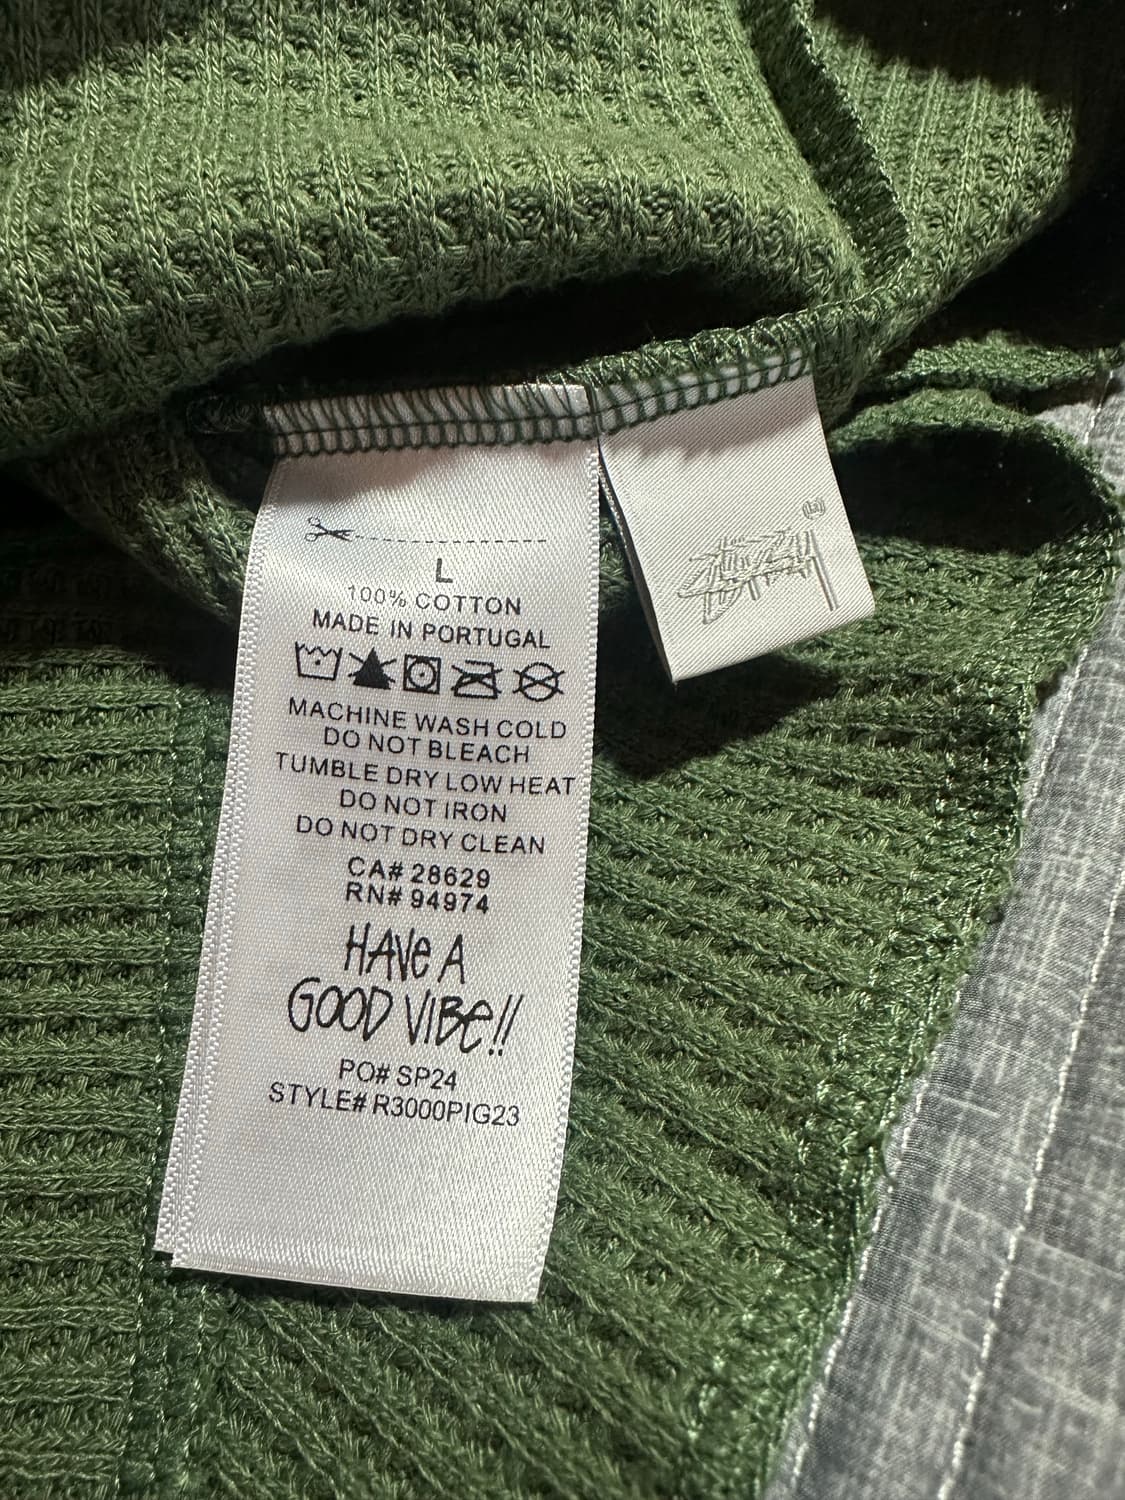 L
100% COTTON
MADE IN PORTUGAL
MACHINE WASH COLD
DO NOT BLEACH
TUMBLE DRY LOW HEAT
DO NOT IRON
DO NOT DRY CLEAN
CA# 28629
RN# 94974
HAVE A
GOOD VIBE!!
PO# SP24
STYLE# R3000PIG23